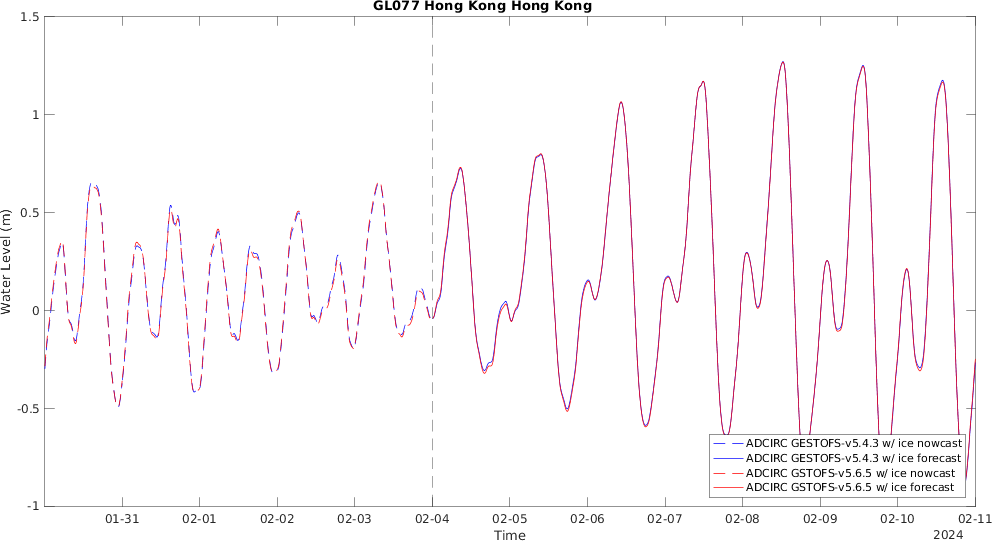 GL077 Hong Kong Hong Kong
1.5
1
0.5
0
-0.5
-1
Water Level (m)
01-31
02-01
02-02
02-03
02-04
02-05
02-06
02-07
02-08
02-09
02-10
02-11
Time
2024
ADCIRC GESTOFS-v5.4.3 w/ ice nowcast
ADCIRC GESTOFS-v5.4.3 w/ ice forecast
ADCIRC GSTOFS-v5.6.5 w/ ice nowcast
ADCIRC GSTOFS-v5.6.5 w/ ice forecast